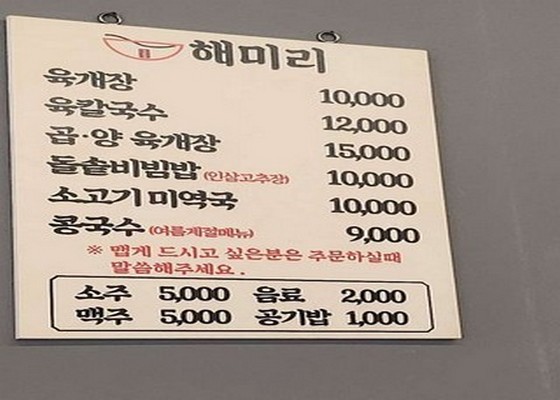 해미리
육개장 10,000
육칼국수 12,000
곱·양 육개장 15,000
돌솥비빔밥 (인삼고추장) 10,000
소고기 미역국 10,000
콩국수 (여름계절메뉴) 9,000
※ 맵게 드시고 싶은분은 주문하실때
말씀해주세요.
소주 5,000 음료 2,000
맥주 5,000 공기밥 1,000